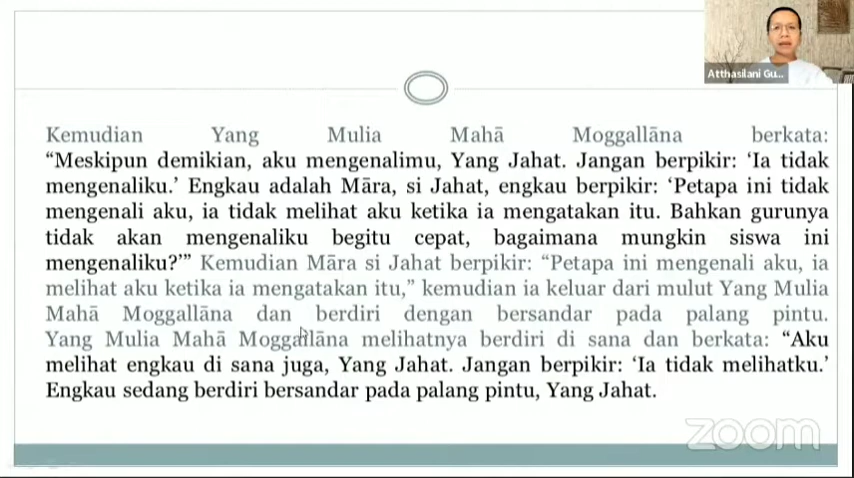 Atthasilani Gu...
Kemudian Yang Mulia Mahā Moggallāna berkata:
“Meskipun demikian, aku mengenalimu, Yang Jahat. Jangan berpikir: ‘Ia tidak
mengenaliku.’ Engkau adalah Māra, si Jahat, engkau berpikir: ‘Petapa ini tidak
mengenali aku, ia tidak melihat aku ketika ia mengatakan itu. Bahkan gurunya
tidak akan mengenaliku begitu cepat, bagaimana mungkin siswa ini
mengenaliku?’” Kemudian Māra si Jahat berpikir: “Petapa ini mengenali aku, ia
melihat aku ketika ia mengatakan itu,” kemudian ia keluar dari mulut Yang Mulia
Mahā Moggallāna dan berdiri dengan bersandar pada palang pintu.
Yang Mulia Mahā Moggallāna melihatnya berdiri di sana dan berkata: “Aku
melihat engkau di sana juga, Yang Jahat. Jangan berpikir: ‘Ia tidak melihatku.’
Engkau sedang berdiri bersandar pada palang pintu, Yang Jahat.
zoom